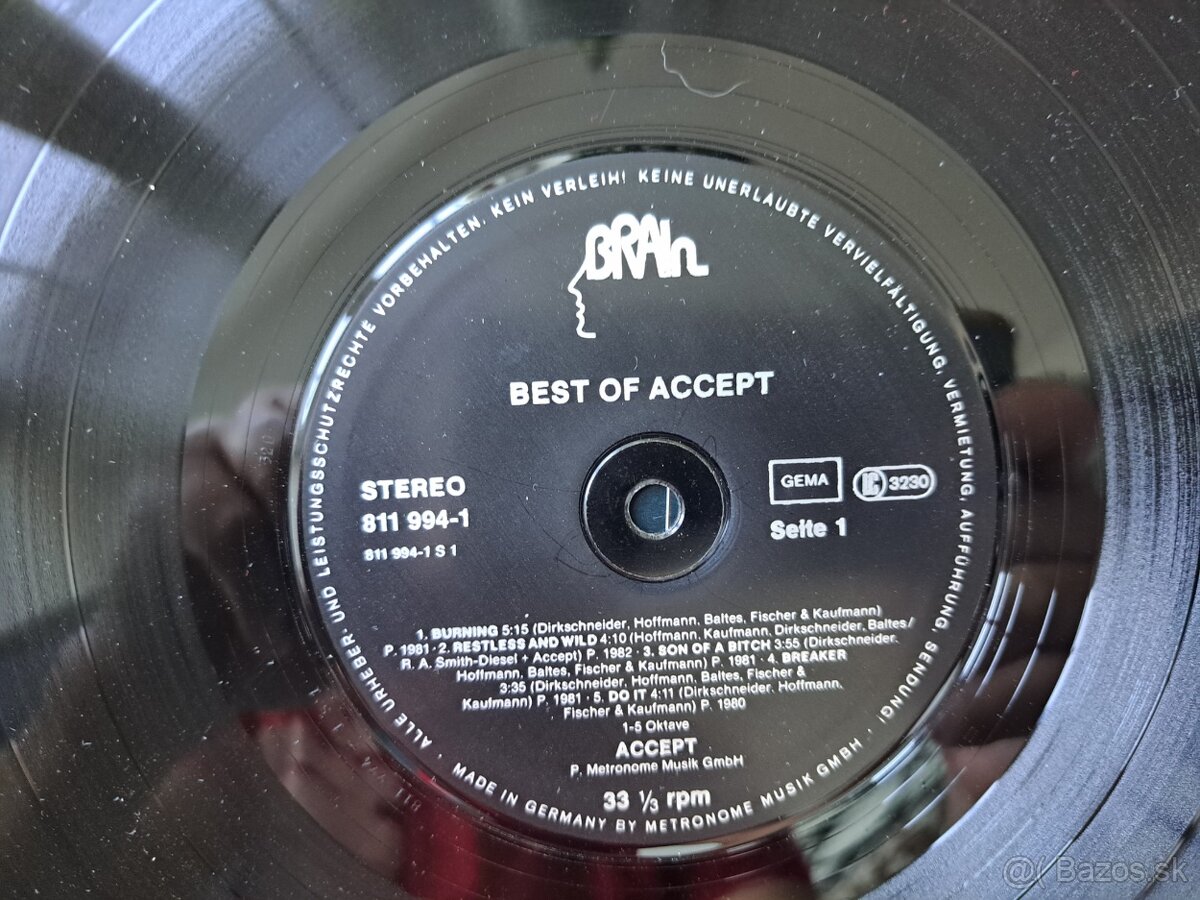 ALLE URHEBER- UND LEISTUNGSSCHUTZRECHTE VORBEHALTEN. KEIN VERLEIH! KEINE UNERLAUBTE VERVIELFÄLTIGUNG, VERMIETUNG, AUFFÜHRUNG, SENDUNG!
BRAIn
BEST OF ACCEPT
STEREO
811 994-1
811 994-1 S 1
GEMA
LC 3230
Seite 1
1. BURNING 5:15 (Dirkschneider, Hoffmann, Baltes, Fischer & Kaufmann)
P. 1981 · 2. RESTLESS AND WILD 4:10 (Hoffmann, Kaufmann, Dirkschneider, Baltes/
R. A. Smith-Diesel + Accept) P. 1982 · 3. SON OF A BITCH 3:55 (Dirkschneider,
Hoffmann, Baltes, Fischer & Kaufmann) P. 1981 · 4. BREAKER
3:35 (Dirkschneider, Hoffmann, Baltes, Fischer &
Kaufmann) P. 1981 · 5. DO IT 4:11 (Dirkschneider, Hoffmann,
Fischer & Kaufmann) P. 1980
1-5 Oktave
ACCEPT
P. Metronome Musik GmbH
33 1/3 rpm
· MADE IN GERMANY BY METRONOME MUSIK GMBH ·
@( Bazos.sk